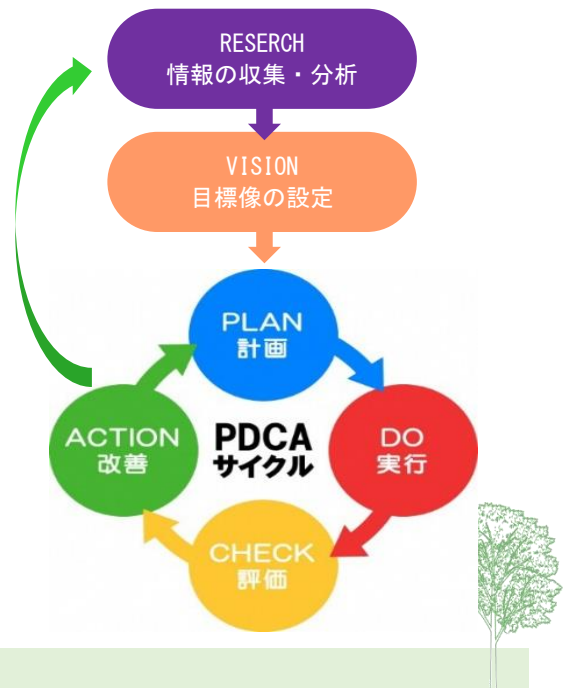 RESERCH
情報の収集・分析
VISION
目標像の設定
PLAN
計画
ACTION
改善
PDCA
サイクル
DO
実行
CHECK
評価